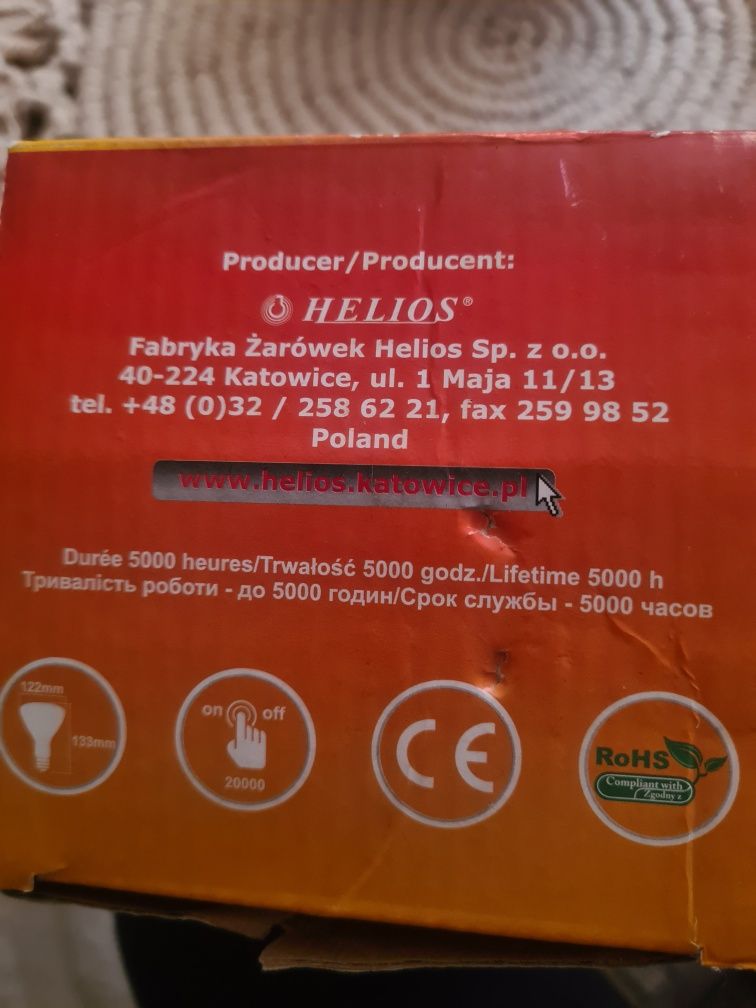 Producer/Producent:
HELIOS®
Fabryka Żarówek Helios Sp. z o.o.
40-224 Katowice, ul. 1 Maja 11/13
tel. +48 (0)32 / 258 62 21, fax 259 98 52
Poland
www.helios.katowice.pl
Durée 5000 heures/Trwałość 5000 godz./Lifetime 5000 h
Тривалість роботи - до 5000 годин/Срок службы - 5000 часов
122mm
133mm
on off
20000
CE
RoHS
Compliant with
Zgodny z